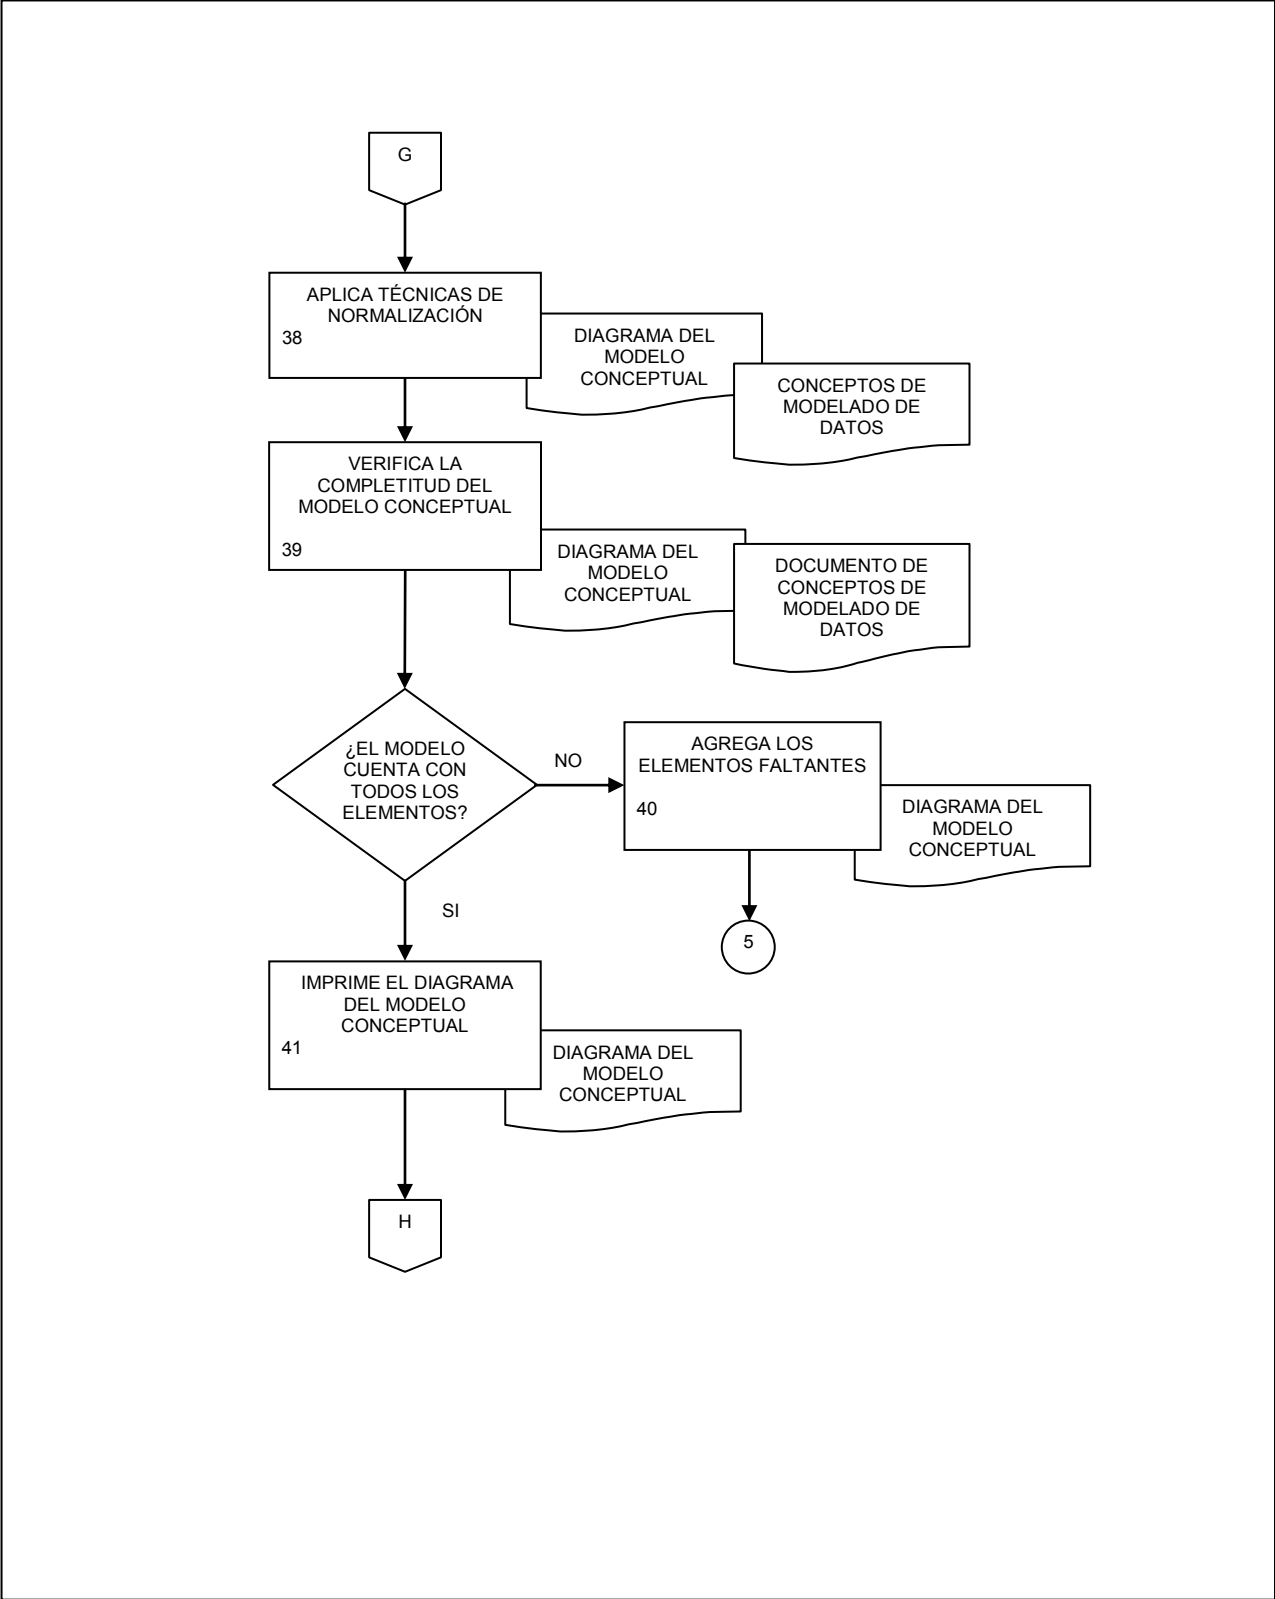 G
APLICA TÉCNICAS DE
NORMALIZACIÓN
38
DIAGRAMA DEL
MODELO
CONCEPTUAL
CONCEPTOS DE
MODELADO DE
DATOS
VERIFICA LA
COMPLETITUD DEL
MODELO CONCEPTUAL
39
DIAGRAMA DEL
MODELO
CONCEPTUAL
DOCUMENTO DE
CONCEPTOS DE
MODELADO DE
DATOS
¿EL MODELO
CUENTA CON
TODOS LOS
ELEMENTOS?
NO
AGREGA LOS
ELEMENTOS FALTANTES
40
DIAGRAMA DEL
MODELO
CONCEPTUAL
5
SI
IMPRIME EL DIAGRAMA
DEL MODELO
CONCEPTUAL
41
DIAGRAMA DEL
MODELO
CONCEPTUAL
H